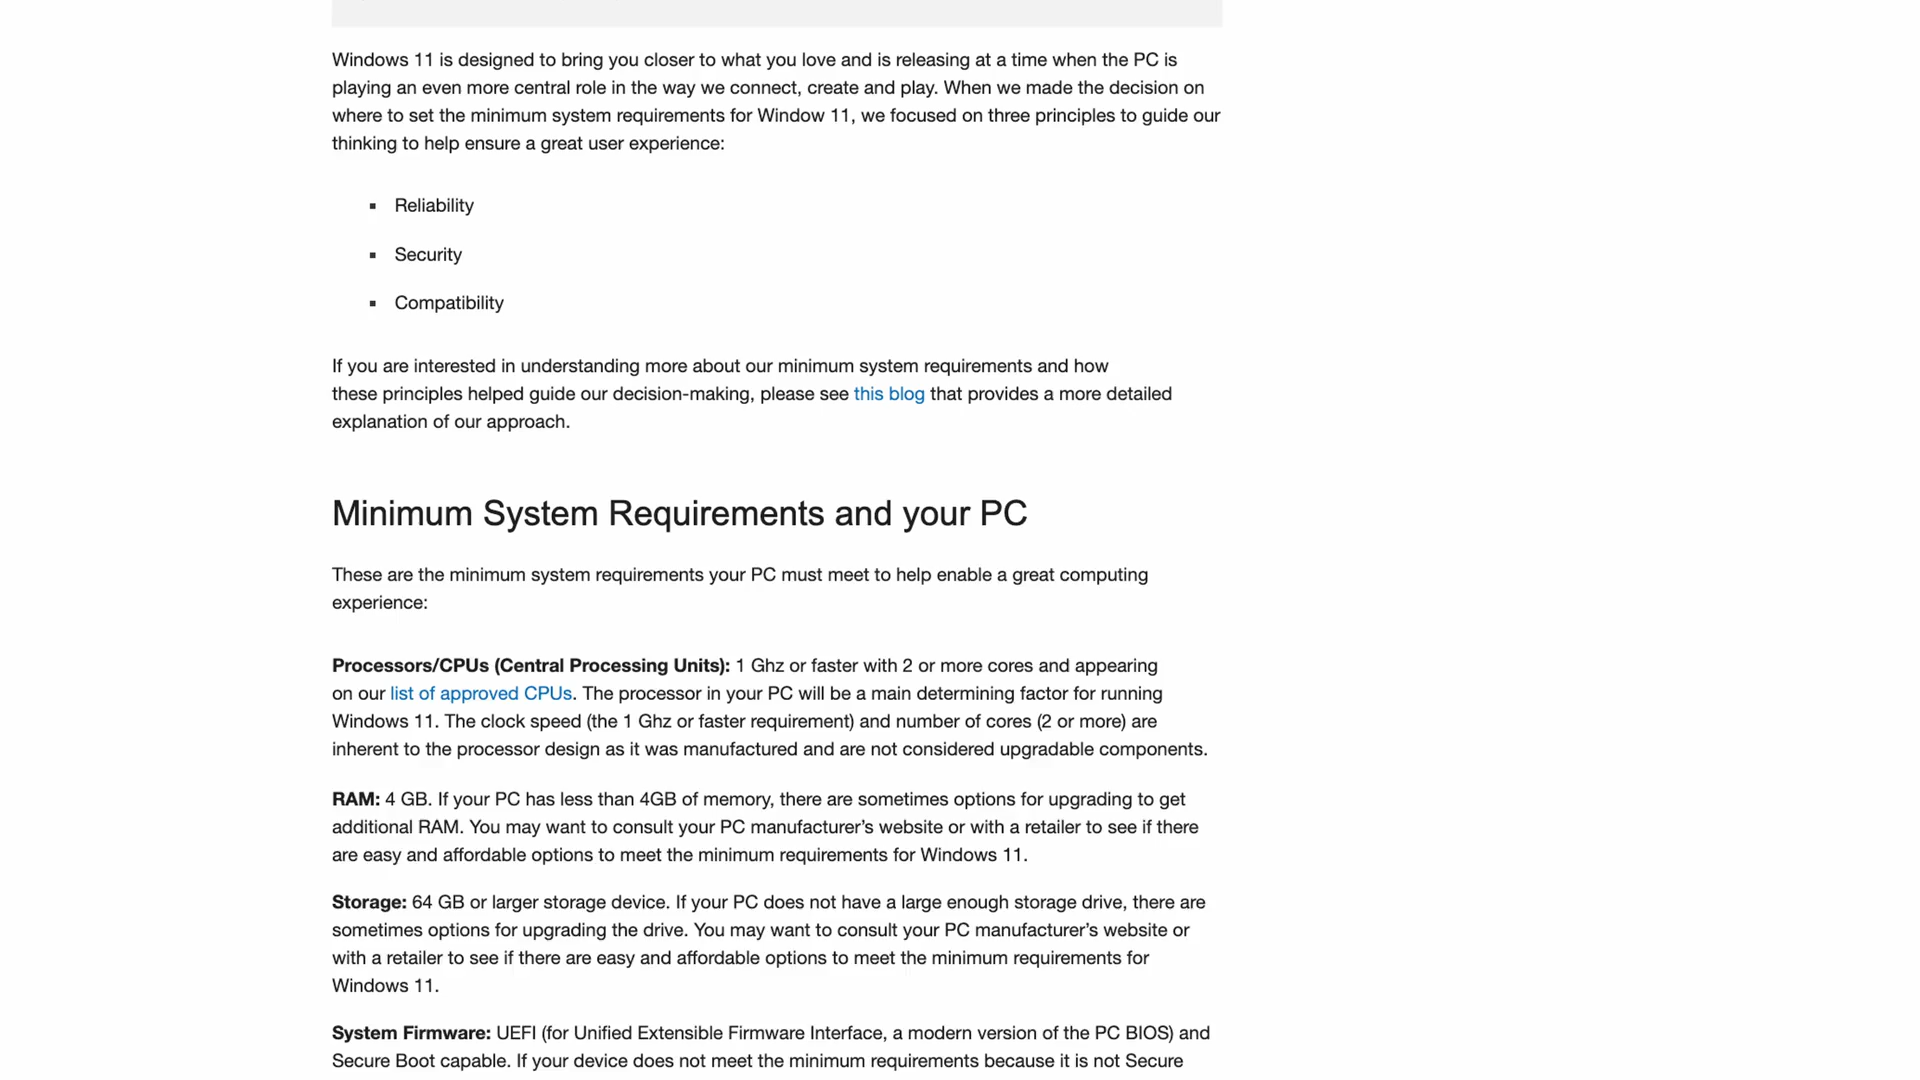 Windows 11 is designed to bring you closer to what you love and is releasing at a time when the PC is
playing an even more central role in the way we connect, create and play. When we made the decision on
where to set the minimum system requirements for Window 11, we focused on three principles to guide our
thinking to help ensure a great user experience:
▪ Reliability
▪ Security
▪ Compatibility
If you are interested in understanding more about our minimum system requirements and how
these principles helped guide our decision-making, please see this blog that provides a more detailed
explanation of our approach.
Minimum System Requirements and your PC
These are the minimum system requirements your PC must meet to help enable a great computing
experience:
Processors/CPUs (Central Processing Units): 1 Ghz or faster with 2 or more cores and appearing
on our list of approved CPUs. The processor in your PC will be a main determining factor for running
Windows 11. The clock speed (the 1 Ghz or faster requirement) and number of cores (2 or more) are
inherent to the processor design as it was manufactured and are not considered upgradable components.
RAM: 4 GB. If your PC has less than 4GB of memory, there are sometimes options for upgrading to get
additional RAM. You may want to consult your PC manufacturer’s website or with a retailer to see if there
are easy and affordable options to meet the minimum requirements for Windows 11.
Storage: 64 GB or larger storage device. If your PC does not have a large enough storage drive, there are
sometimes options for upgrading the drive. You may want to consult your PC manufacturer’s website or
with a retailer to see if there are easy and affordable options to meet the minimum requirements for
Windows 11.
System Firmware: UEFI (for Unified Extensible Firmware Interface, a modern version of the PC BIOS) and
Secure Boot capable. If your device does not meet the minimum requirements because it is not Secure